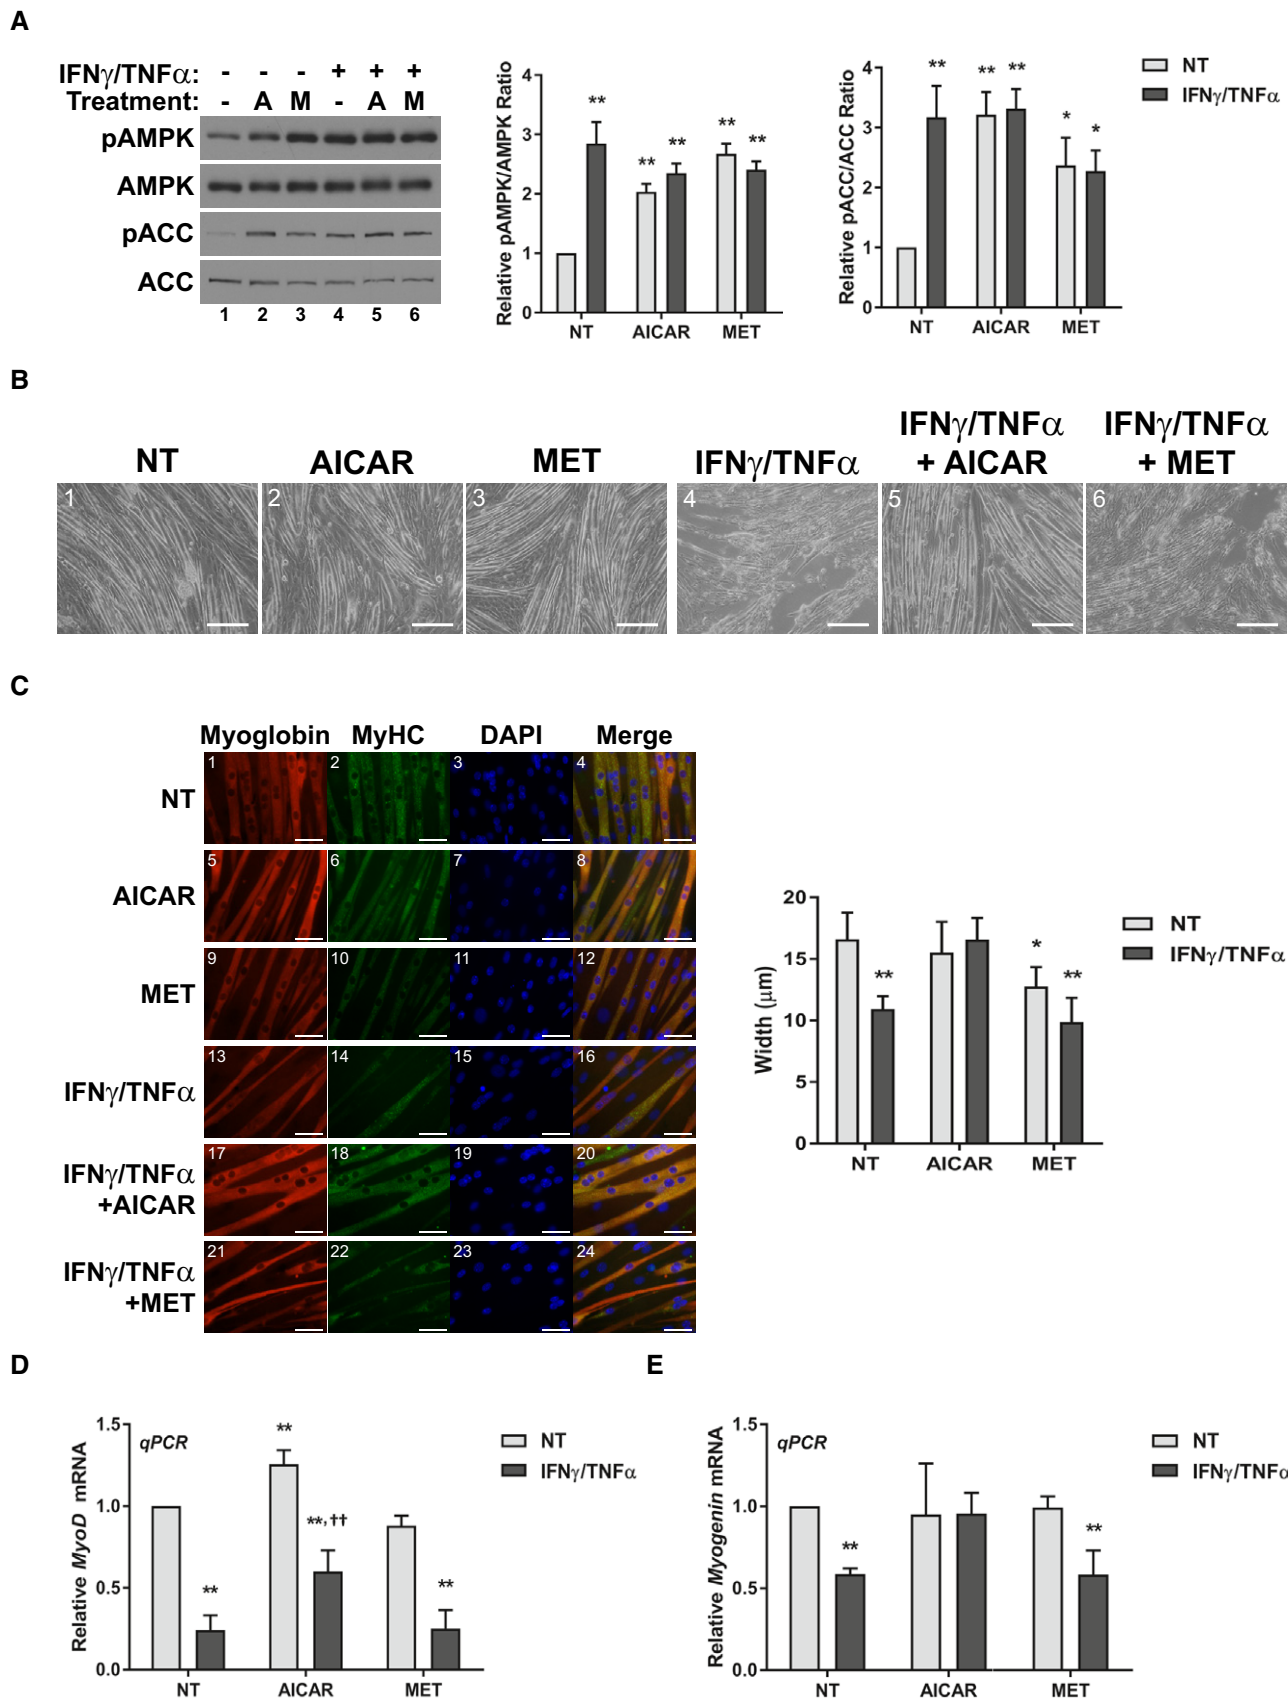 A
IFNγ/TNFα: - - - + + +
Treatment: - A M - A M
pAMPK
AMPK
pACC
ACC
1 2 3 4 5 6
Relative pAMPK/AMPK Ratio
4
3
2
1
0
** ** ** ** **
NT AICAR MET
Relative pACC/ACC Ratio
4
3
2
1
0
** ** ** * *
NT AICAR MET
NT
IFNγ/TNFα
B
NT AICAR MET IFNγ/TNFα IFNγ/TNFα + AICAR IFNγ/TNFα + MET
1 2 3 4 5 6
C
Myoglobin MyHC DAPI Merge
NT 1 2 3 4
AICAR 5 6 7 8
MET 9 10 11 12
IFNγ/TNFα 13 14 15 16
IFNγ/TNFα
+AICAR 17 18 19 20
IFNγ/TNFα
+MET 21 22 23 24
Width (μm)
20
15
10
5
0
** * **
NT AICAR MET
NT
IFNγ/TNFα
D
Relative MyoD mRNA
qPCR
1.5
1.0
0.5
0.0
** ** **,†† **
NT AICAR MET
NT
IFNγ/TNFα
E
Relative Myogenin mRNA
qPCR
1.5
1.0
0.5
0.0
** **
NT AICAR MET
NT
IFNγ/TNFα